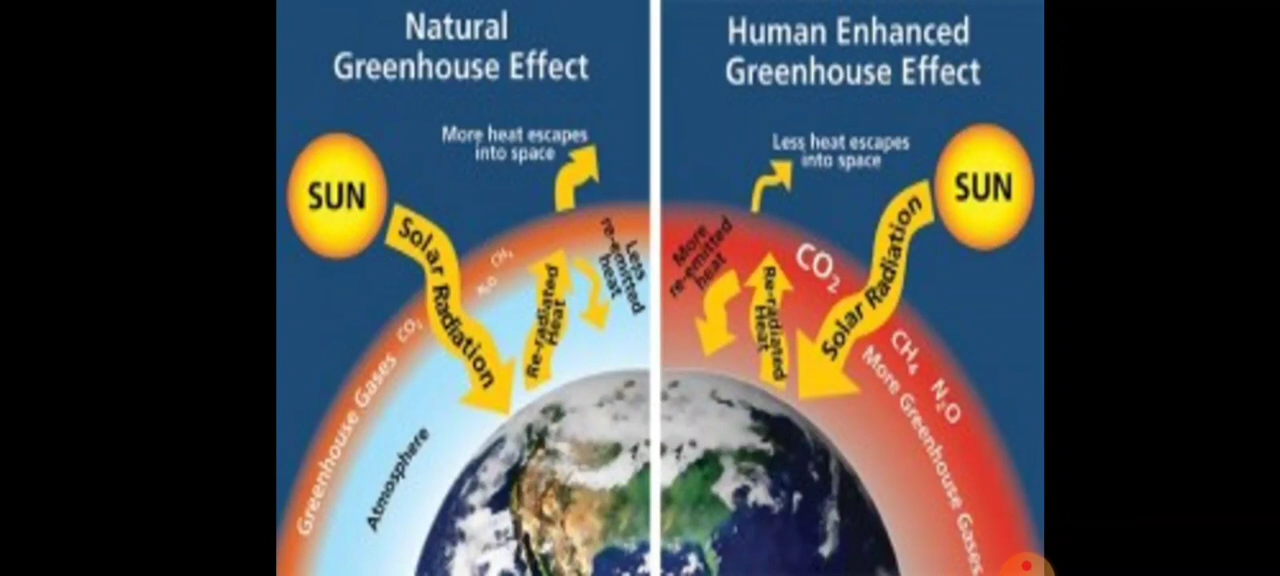 Natural
Greenhouse Effect
More heat escapes
into space
SUN
Solar Radiation
Re-radiated
Heat
Less
re-emitted
heat
CH₄
N₂O
CO₂
Greenhouse Gases
Atmosphere
Human Enhanced
Greenhouse Effect
Less heat escapes
into space
SUN
Solar Radiation
More
re-emitted
heat
Re-radiated
Heat
CO₂
CH₄
N₂O
More Greenhouse Gases